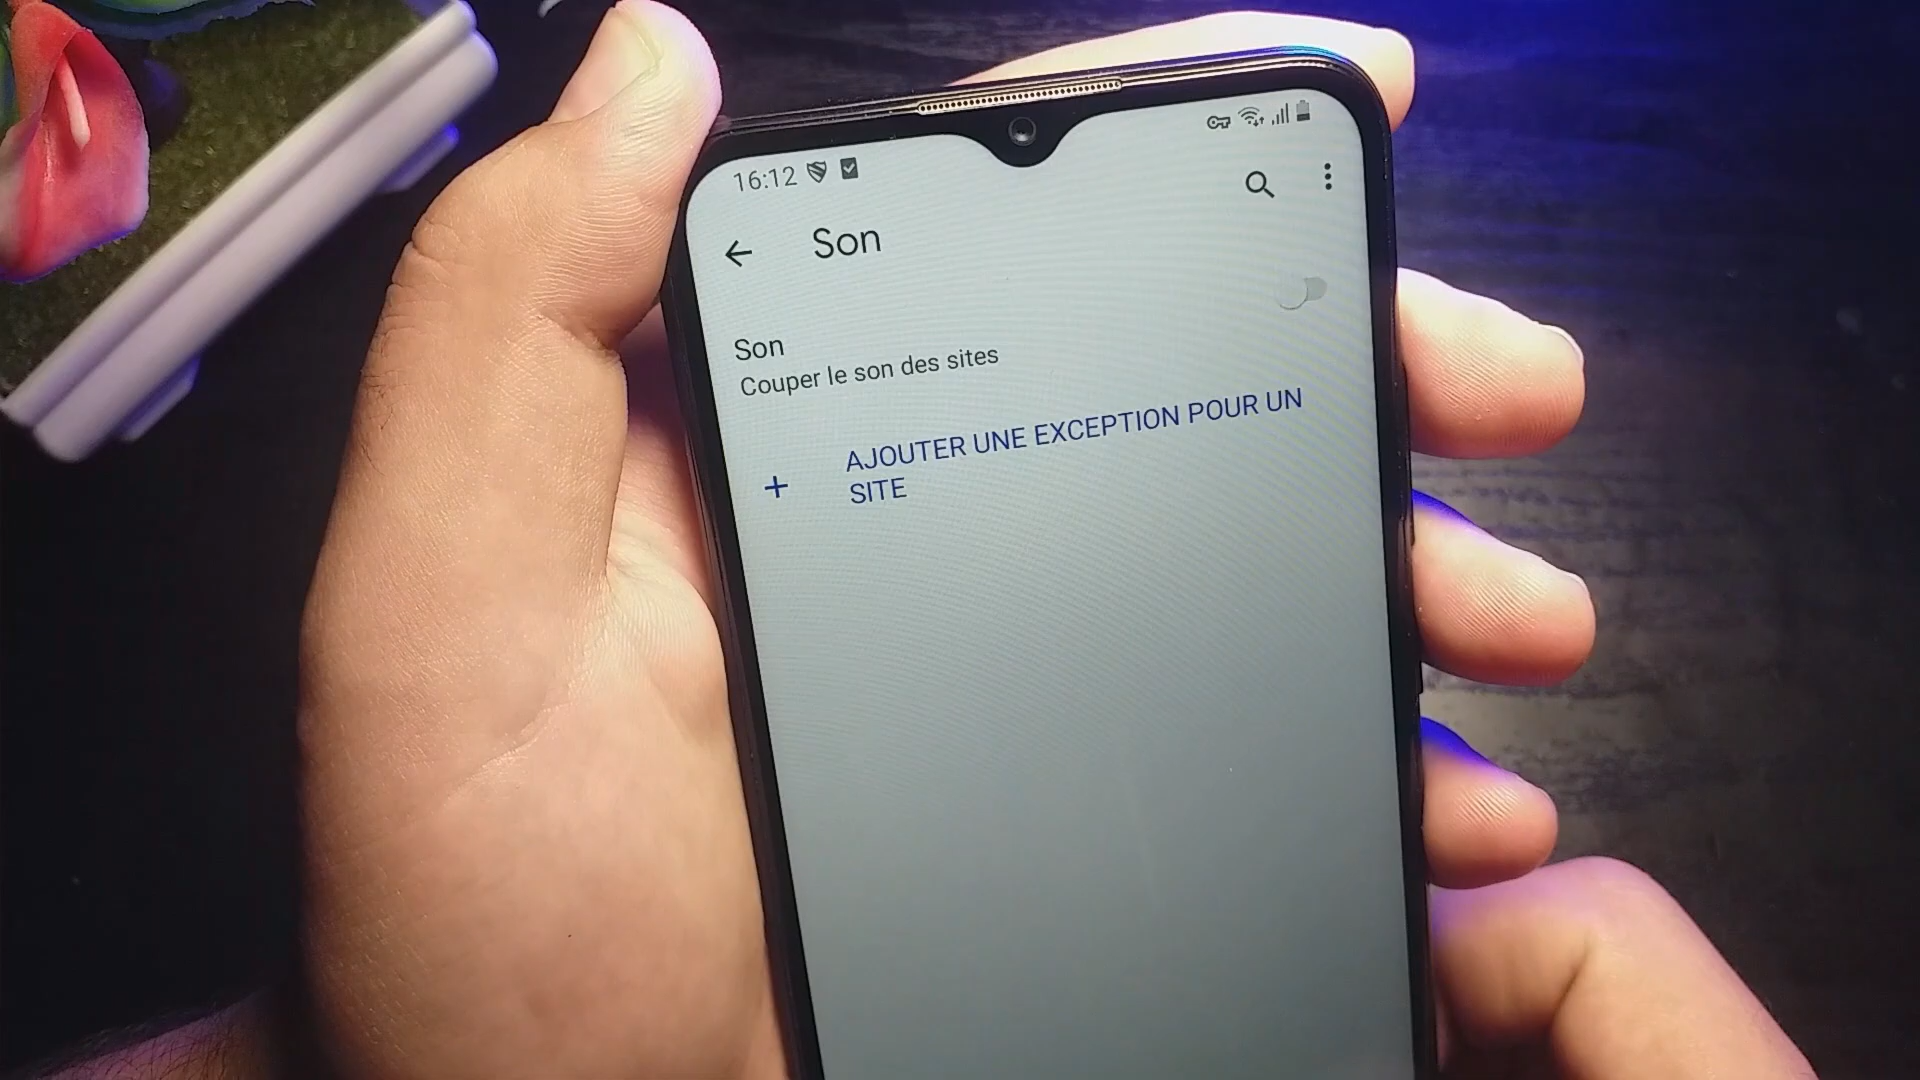 16:12
Son
Son
Couper le son des sites
AJOUTER UNE EXCEPTION POUR UN
SITE